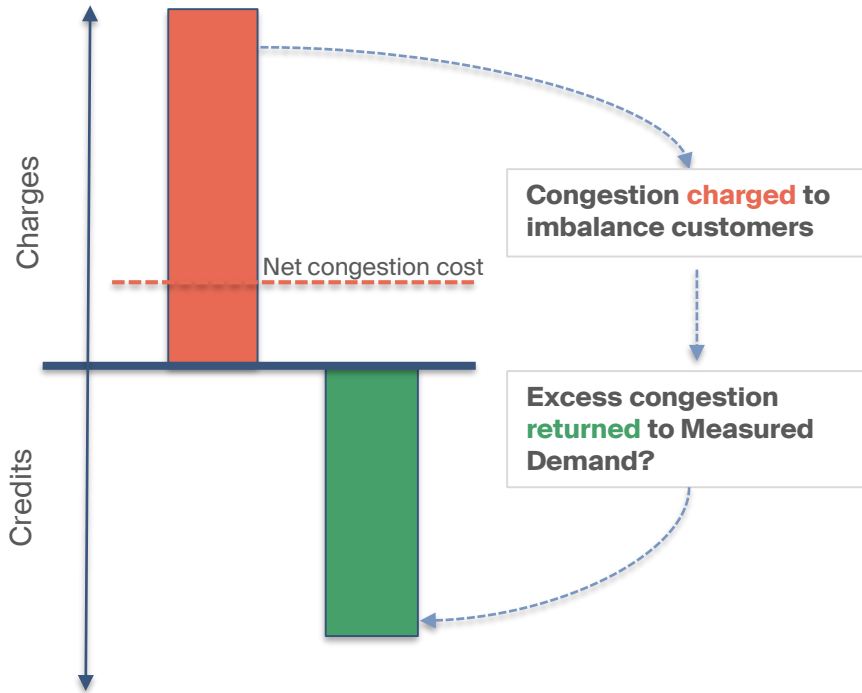 Charges
Net congestion cost
Credits
Congestion charged to
imbalance customers
Excess congestion
returned to Measured
Demand?